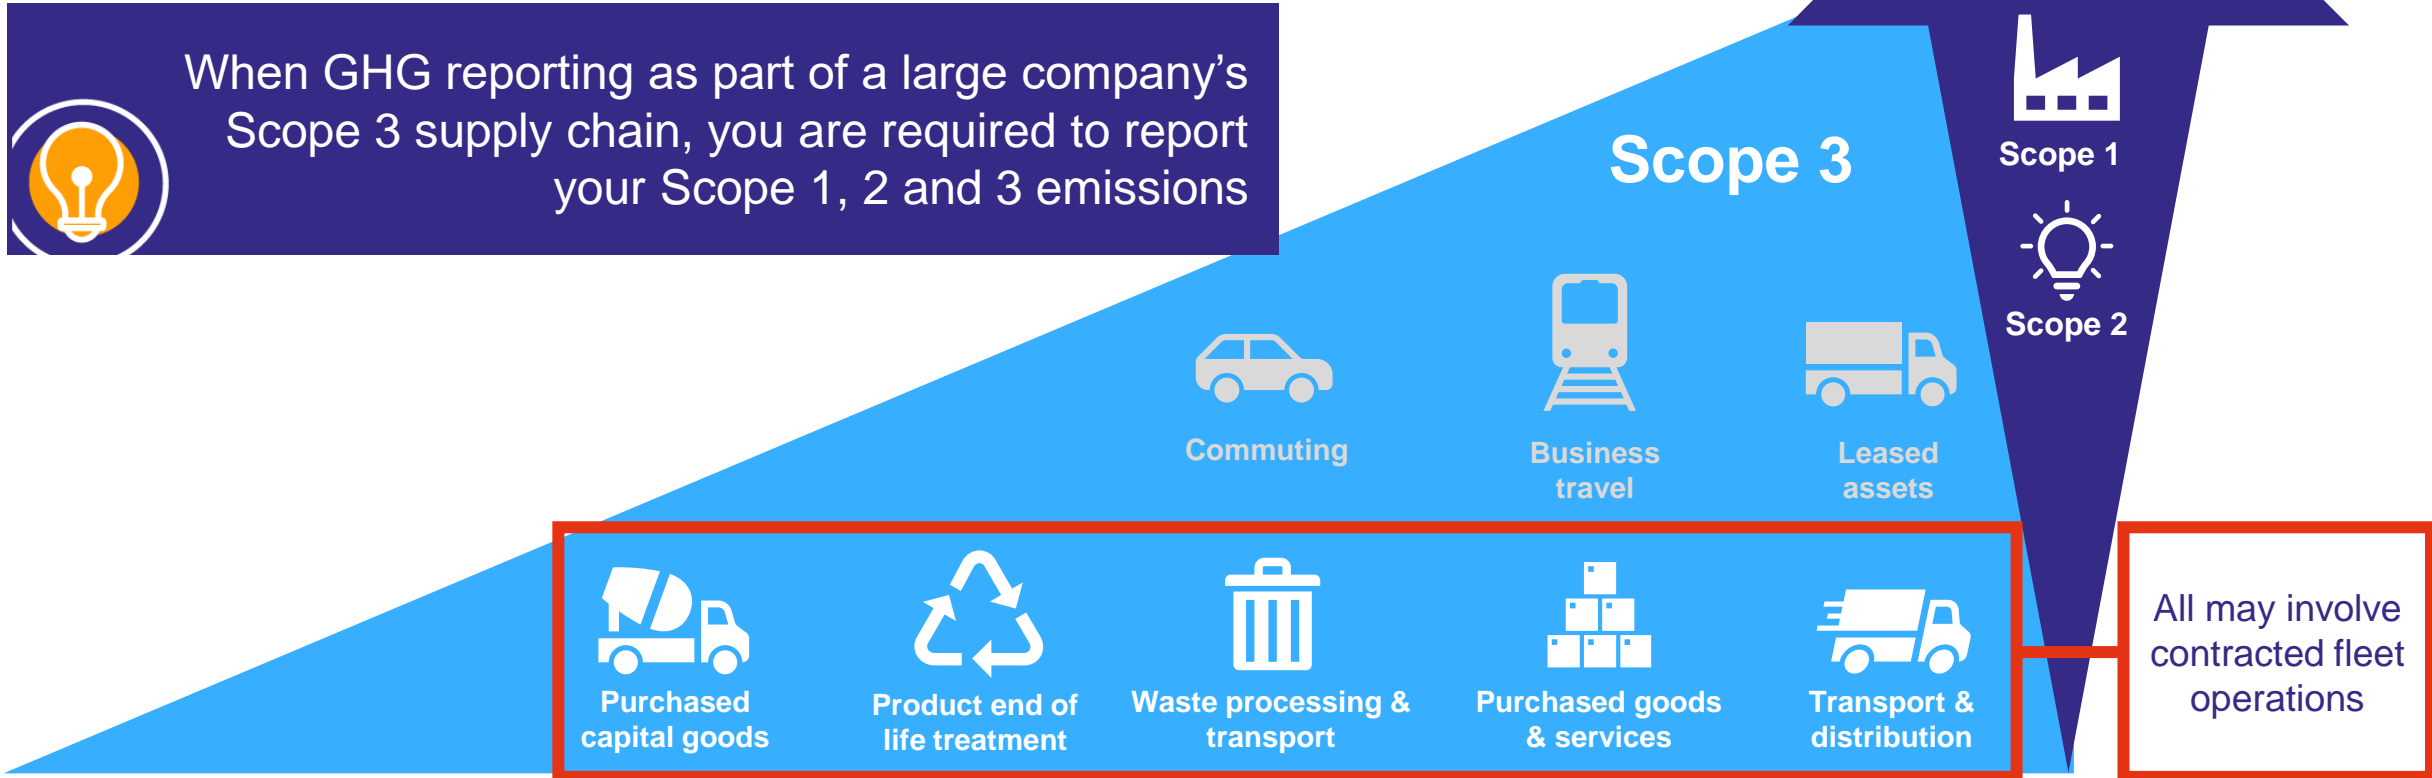 When GHG reporting as part of a large company’s
Scope 3 supply chain, you are required to report
your Scope 1, 2 and 3 emissions
Scope 3
Scope 1
Scope 2
Commuting
Business
travel
Leased
assets
Purchased
capital goods
Product end of
life treatment
Waste processing &
transport
Purchased goods
& services
Transport &
distribution
All may involve
contracted fleet
operations